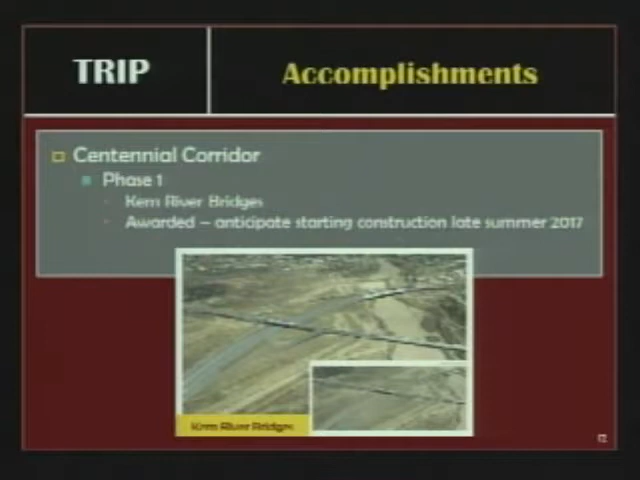 TRIP
Accomplishments
Centennial Corridor
Phase 1
Kern River Bridges
Awarded – anticipate starting construction late summer 2017
Kern River Bridges
12